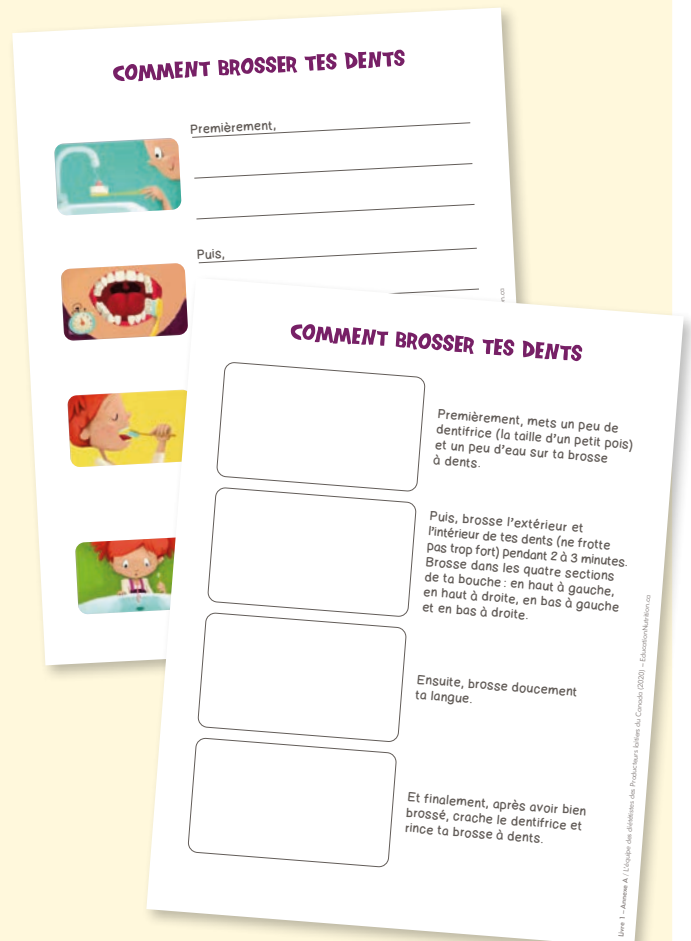 COMMENT BROSSER TES DENTS
Premièrement,
Puis,
n.ca
COMMENT BROSSER TES DENTS
Premièrement, mets un peu de
dentifrice (la taille d'un petit pois)
et un peu d'eau sur ta brosse
à dents.
Puis, brosse l'extérieur et
l'intérieur de tes dents (ne frotte
pas trop fort) pendant 2 à 3 minutes.
Brosse dans les quatre sections
de ta bouche : en haut à gauche,
en haut à droite, en bas à gauche
et en bas à droite.
Ensuite, brosse doucement
ta langue.
Et finalement, après avoir bien
brossé, crache le dentifrice et
rince ta brosse à dents.
Livre 1 – Annexe A / L'équipe des diététistes des Producteurs laitiers du Canada (2020) – EducationNutrition.ca